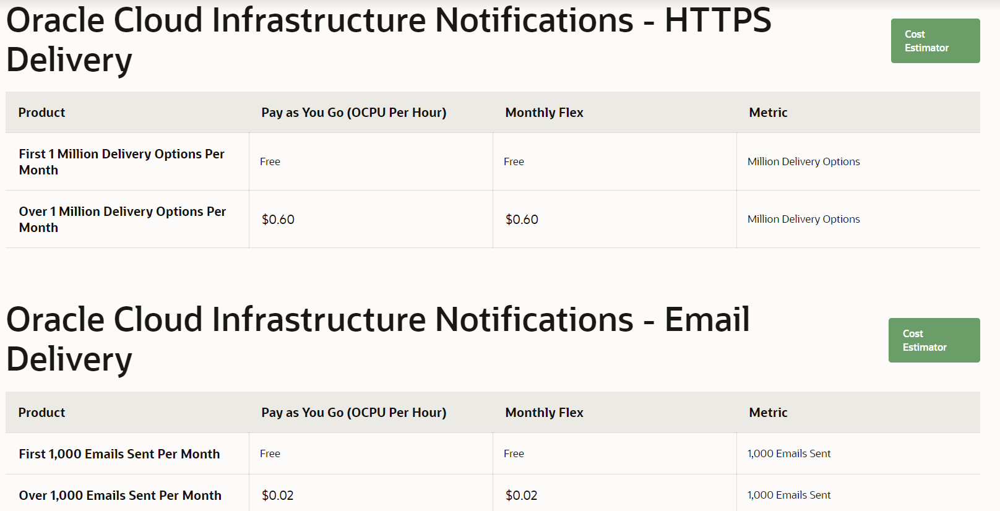 Oracle Cloud Infrastructure Notifications - HTTPS
Delivery
Cost
Estimator
Product Pay as You Go (OCPU Per Hour) Monthly Flex Metric
First 1 Million Delivery Options Per
Month
Free Free Million Delivery Options
Over 1 Million Delivery Options Per
Month
$0.60 $0.60 Million Delivery Options
Oracle Cloud Infrastructure Notifications - Email
Delivery
Cost
Estimator
Product Pay as You Go (OCPU Per Hour) Monthly Flex Metric
First 1,000 Emails Sent Per Month Free Free 1,000 Emails Sent
Over 1,000 Emails Sent Per Month $0.02 $0.02 1,000 Emails Sent